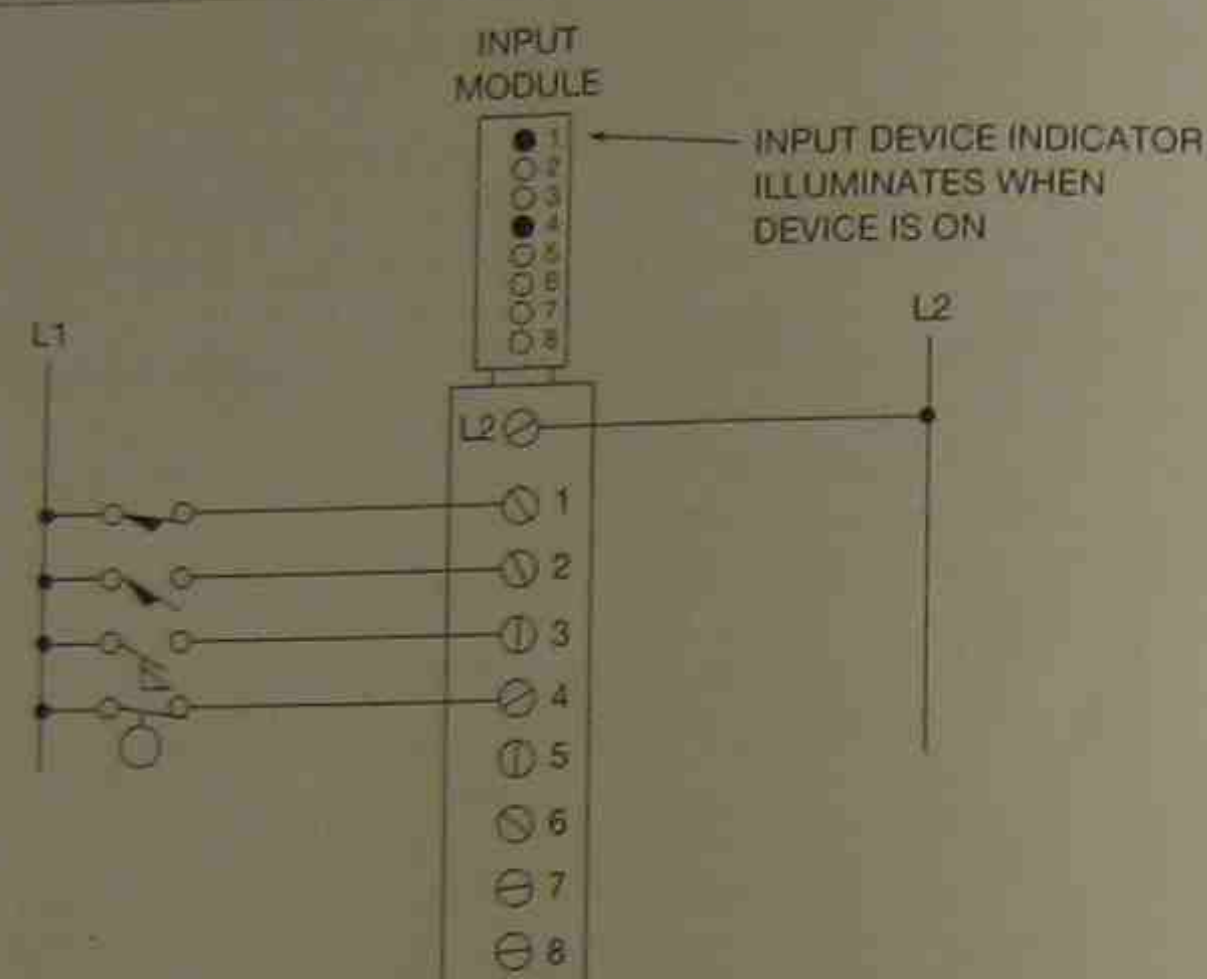 INPUT
MODULE
1
2
3
4
5
6
7
8
INPUT DEVICE INDICATOR
ILLUMINATES WHEN
DEVICE IS ON
L1
L2
L2
1
2
3
4
5
6
7
8